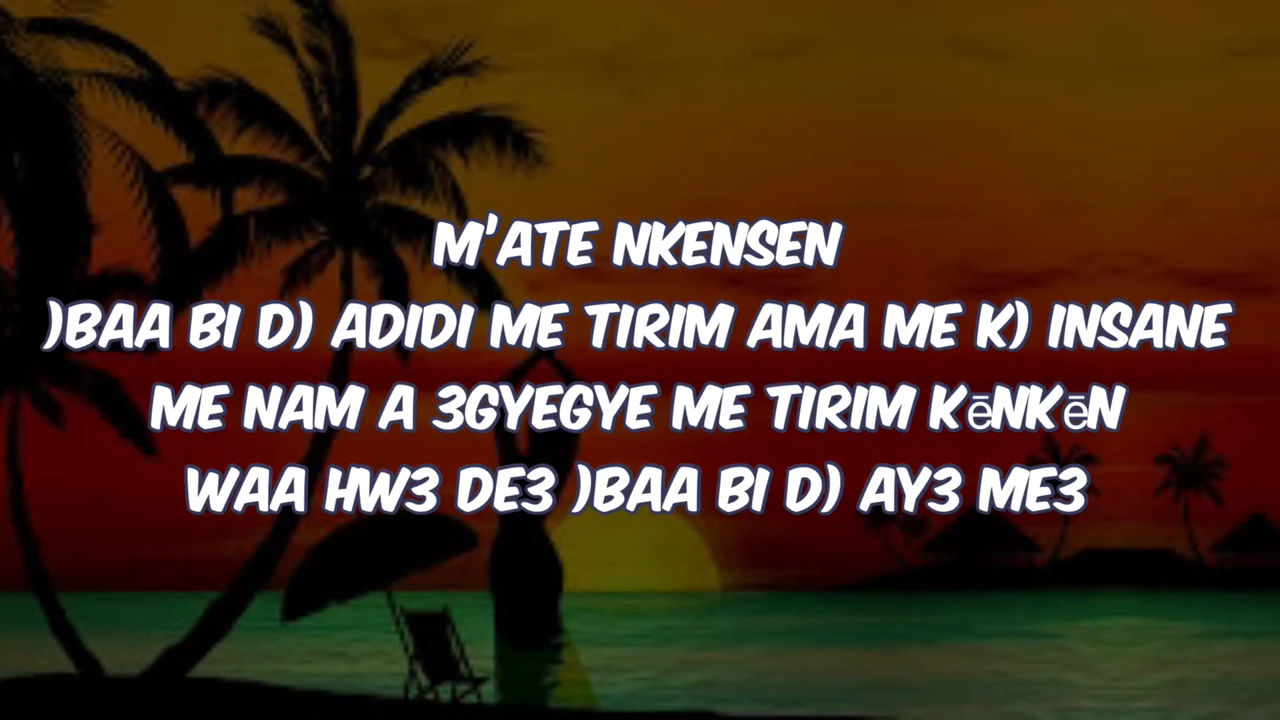 M'ATE NKENSEN
)BAA BI D) ADIDI ME TIRIM AMA ME K) INSANE
ME NAM A 3GYEGYE ME TIRIM KēNKēN
WAA HW3 DE3 )BAA BI D) AY3 ME3